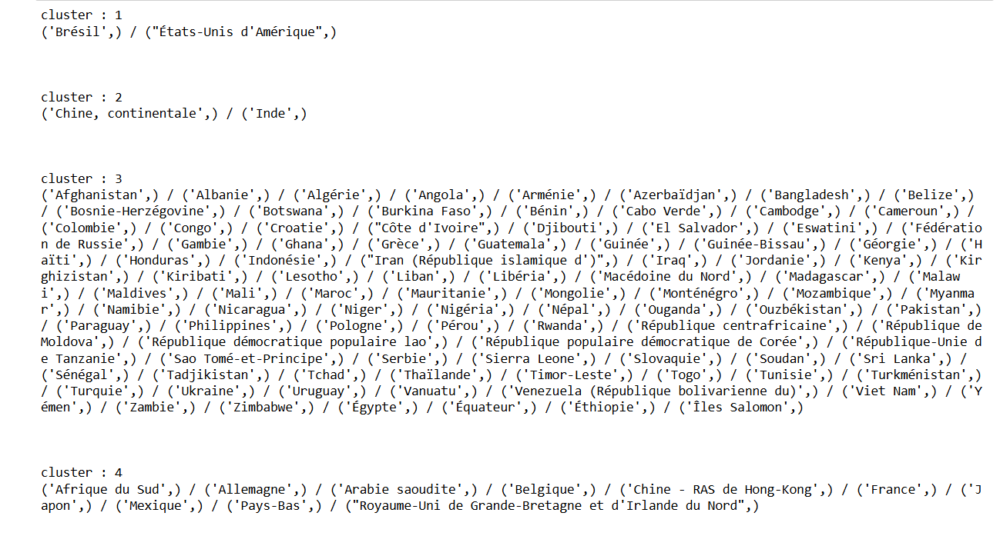 cluster : 1
('Brésil',) / ("États-Unis d'Amérique",)
cluster : 2
('Chine, continentale',) / ('Inde',)
cluster : 3
('Afghanistan',) / ('Albanie',) / ('Algérie',) / ('Angola',) / ('Arménie',) / ('Azerbaïdjan',) / ('Bangladesh',) / ('Belize',)
/ ('Bosnie-Herzégovine',) / ('Botswana',) / ('Burkina Faso',) / ('Bénin',) / ('Cabo Verde',) / ('Cambodge',) / ('Cameroun',) /
('Colombie',) / ('Congo',) / ('Croatie',) / ("Côte d'Ivoire",) / ('Djibouti',) / ('El Salvador',) / ('Eswatini',) / ('Fédératio
n de Russie',) / ('Gambie',) / ('Ghana',) / ('Grèce',) / ('Guatemala',) / ('Guinée',) / ('Guinée-Bissau',) / ('Géorgie',) / ('H
aïti',) / ('Honduras',) / ('Indonésie',) / ("Iran (République islamique d')",) / ('Iraq',) / ('Jordanie',) / ('Kenya',) / ('Kir
ghizistan',) / ('Kiribati',) / ('Lesotho',) / ('Liban',) / ('Libéria',) / ('Macédoine du Nord',) / ('Madagascar',) / ('Malaw
i',) / ('Maldives',) / ('Mali',) / ('Maroc',) / ('Mauritanie',) / ('Mongolie',) / ('Monténégro',) / ('Mozambique',) / ('Myanma
r',) / ('Namibie',) / ('Nicaragua',) / ('Niger',) / ('Nigéria',) / ('Népal',) / ('Ouganda',) / ('Ouzbékistan',) / ('Pakistan',)
/ ('Paraguay',) / ('Philippines',) / ('Pologne',) / ('Pérou',) / ('Rwanda',) / ('République centrafricaine',) / ('République de
Moldova',) / ('République démocratique populaire lao',) / ('République populaire démocratique de Corée',) / ('République-Unie d
e Tanzanie',) / ('Sao Tomé-et-Principe',) / ('Serbie',) / ('Sierra Leone',) / ('Slovaquie',) / ('Soudan',) / ('Sri Lanka',) /
('Sénégal',) / ('Tadjikistan',) / ('Tchad',) / ('Thaïlande',) / ('Timor-Leste',) / ('Togo',) / ('Tunisie',) / ('Turkménistan',)
/ ('Turquie',) / ('Ukraine',) / ('Uruguay',) / ('Vanuatu',) / ('Venezuela (République bolivarienne du)',) / ('Viet Nam',) / ('Y
émen',) / ('Zambie',) / ('Zimbabwe',) / ('Égypte',) / ('Équateur',) / ('Éthiopie',) / ('Îles Salomon',)
cluster : 4
('Afrique du Sud',) / ('Allemagne',) / ('Arabie saoudite',) / ('Belgique',) / ('Chine - RAS de Hong-Kong',) / ('France',) / ('J
apon',) / ('Mexique',) / ('Pays-Bas',) / ("Royaume-Uni de Grande-Bretagne et d'Irlande du Nord",)